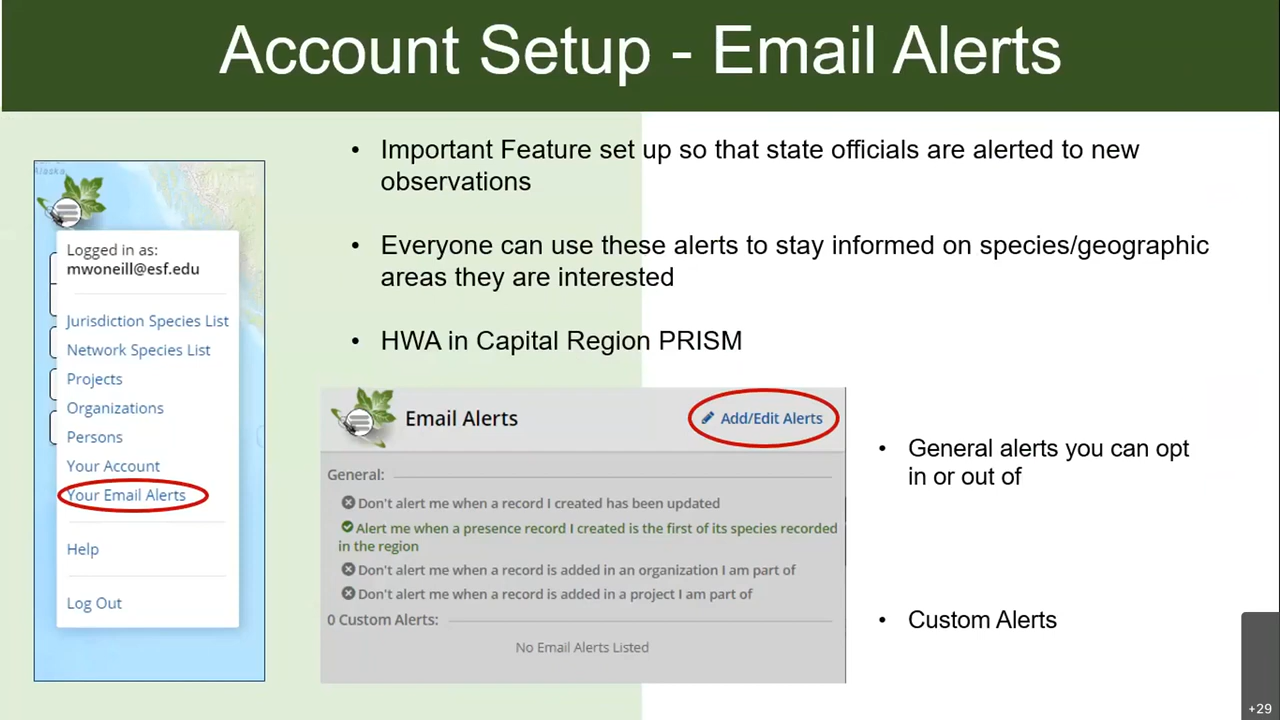 Account Setup - Email Alerts
Important Feature set up so that state officials are alerted to new
observations
Everyone can use these alerts to stay informed on species/geographic
areas they are interested
HWA in Capital Region PRISM
Alaska
Logged in as:
mwoneill@esf.edu
Jurisdiction Species List
Network Species List
Projects
Organizations
Persons
Your Account
Your Email Alerts
Help
Log Out
Email Alerts
Add/Edit Alerts
General:
Don't alert me when a record I created has been updated
Alert me when a presence record I created is the first of its species recorded
in the region
Don't alert me when a record is added in an organization I am part of
Don't alert me when a record is added in a project I am part of
0 Custom Alerts:
No Email Alerts Listed
General alerts you can opt
in or out of
Custom Alerts
+29